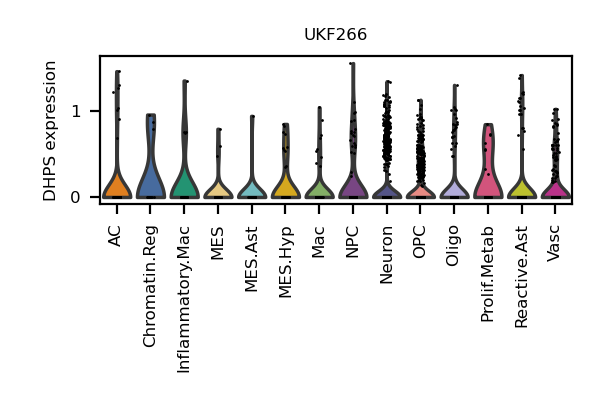 UKF266
DHPS expression
1
0
AC
Chromatin.Reg
Inflammatory.Mac
MES
MES.Ast
MES.Hyp
Mac
NPC
Neuron
OPC
Oligo
Prolif.Metab
Reactive.Ast
Vasc